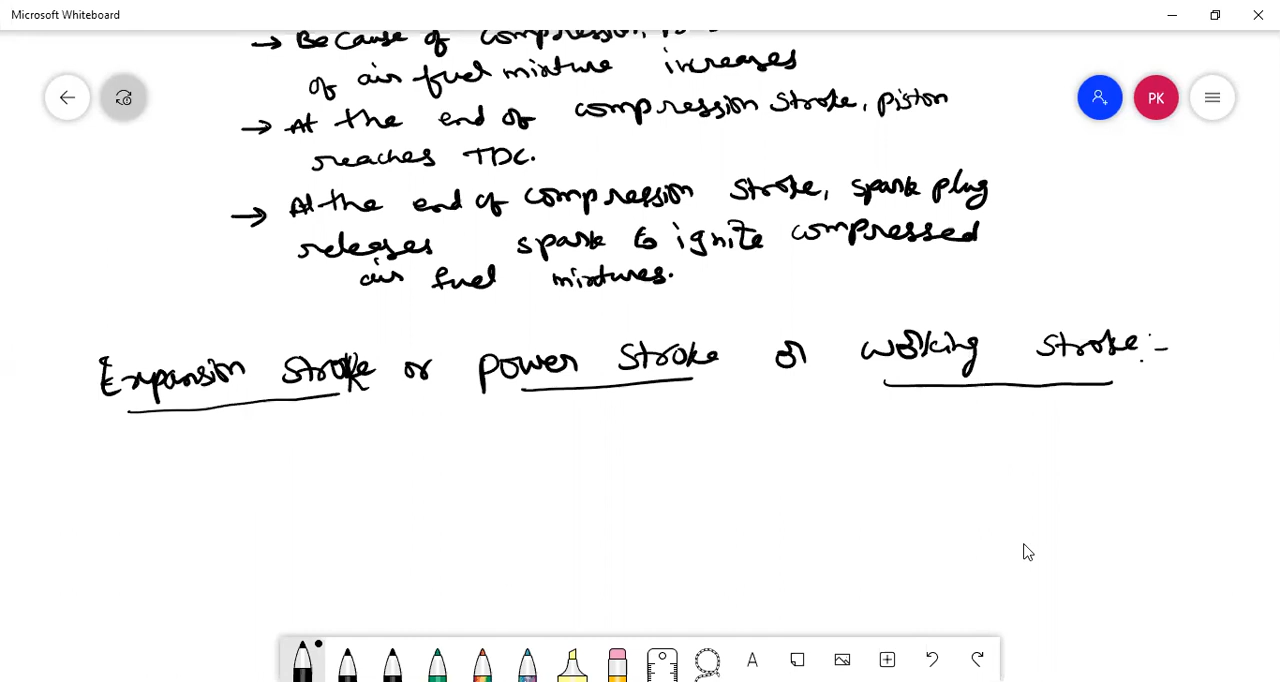 Microsoft Whiteboard
→ Because of compression,
of air fuel mixture increases
PK
→ At the end of compression stroke, piston
reaches TDC.
→ At the end of compression stroke, spark plug
releases spark to ignite compressed
air fuel mixtures.
Expansion stroke or power stroke or working stroke:-
A